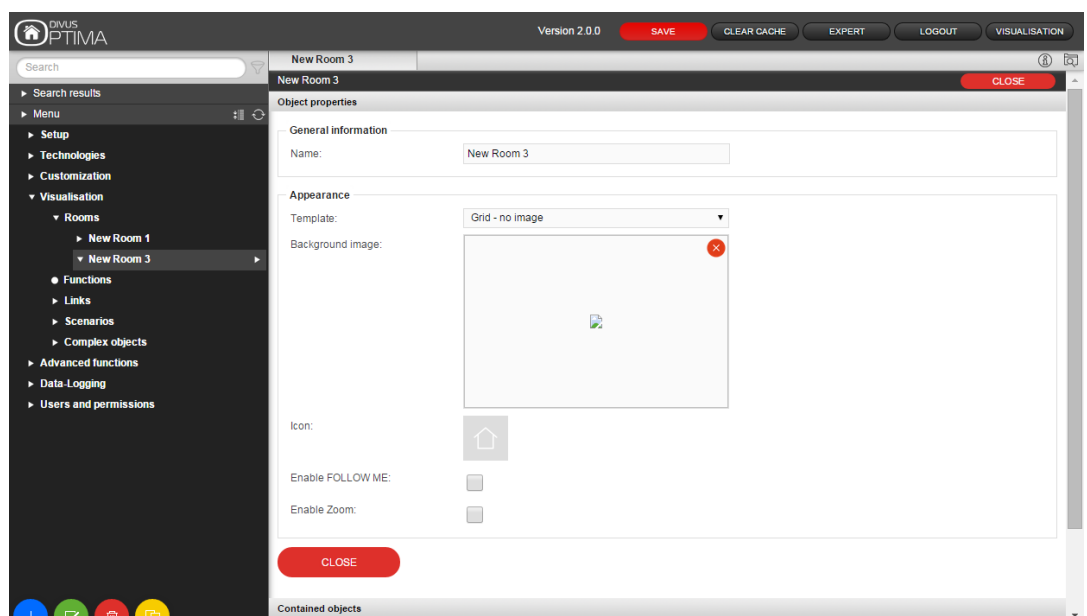 DIVUS
OPTIMA
Version 2.0.0
SAVE
CLEAR CACHE
EXPERT
LOGOUT
VISUALISATION
Search
New Room 3
New Room 3
CLOSE
Search results
Object properties
Menu
Setup
General information
Technologies
Name:
New Room 3
Customization
Visualisation
Appearance
Rooms
Template:
Grid - no image
New Room 1
Background image:
New Room 3
Functions
Links
Scenarios
Complex objects
Advanced functions
Data-Logging
Users and permissions
Icon:
Enable FOLLOW ME:
Enable Zoom:
CLOSE
Contained objects